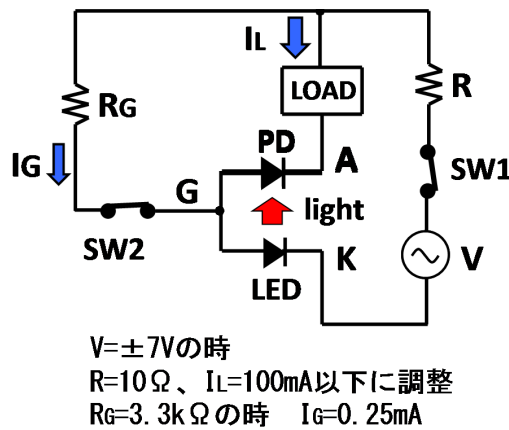 IL
RG
LOAD
R
PD
A
IG
G
SW1
light
SW2
K
V
LED
V=±7Vの時
R=10Ω、IL=100mA以下に調整
RG=3.3kΩの時 IG=0.25mA